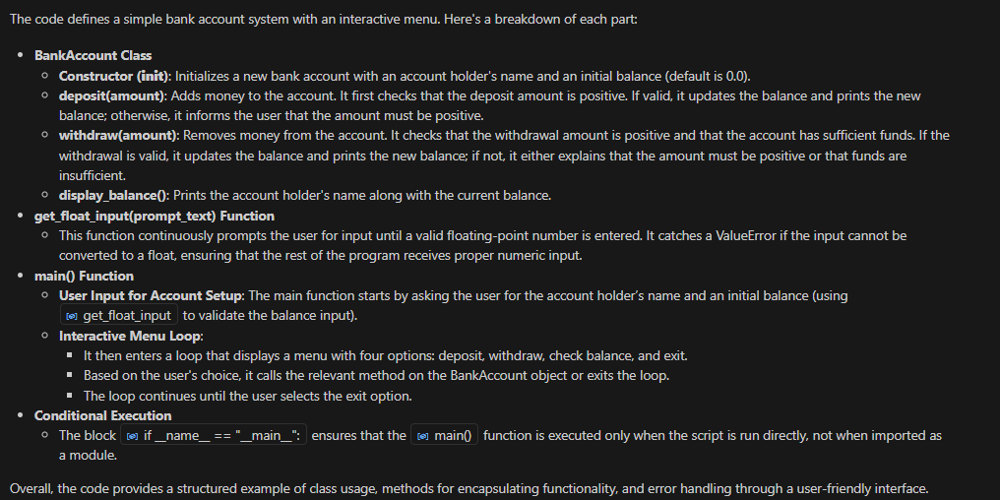 The code defines a simple bank account system with an interactive menu. Here's a breakdown of each part:
• BankAccount Class
○ Constructor (init): Initializes a new bank account with an account holder's name and an initial balance (default is 0.0).
○ deposit(amount): Adds money to the account. It first checks that the deposit amount is positive. If valid, it updates the balance and prints the new
balance; otherwise, it informs the user that the amount must be positive.
○ withdraw(amount): Removes money from the account. It checks that the withdrawal amount is positive and that the account has sufficient funds. If the
withdrawal is valid, it updates the balance and prints the new balance; if not, it either explains that the amount must be positive or that funds are
insufficient.
○ display_balance(): Prints the account holder's name along with the current balance.
• get_float_input(prompt_text) Function
○ This function continuously prompts the user for input until a valid floating-point number is entered. It catches a ValueError if the input cannot be
converted to a float, ensuring that the rest of the program receives proper numeric input.
• main() Function
○ User Input for Account Setup: The main function starts by asking the user for the account holder's name and an initial balance (using
get_float_input to validate the balance input).
○ Interactive Menu Loop:
▪ It then enters a loop that displays a menu with four options: deposit, withdraw, check balance, and exit.
▪ Based on the user's choice, it calls the relevant method on the BankAccount object or exits the loop.
▪ The loop continues until the user selects the exit option.
• Conditional Execution
○ The block if __name__ == "__main__": ensures that the main() function is executed only when the script is run directly, not when imported as
a module.
Overall, the code provides a structured example of class usage, methods for encapsulating functionality, and error handling through a user-friendly interface.